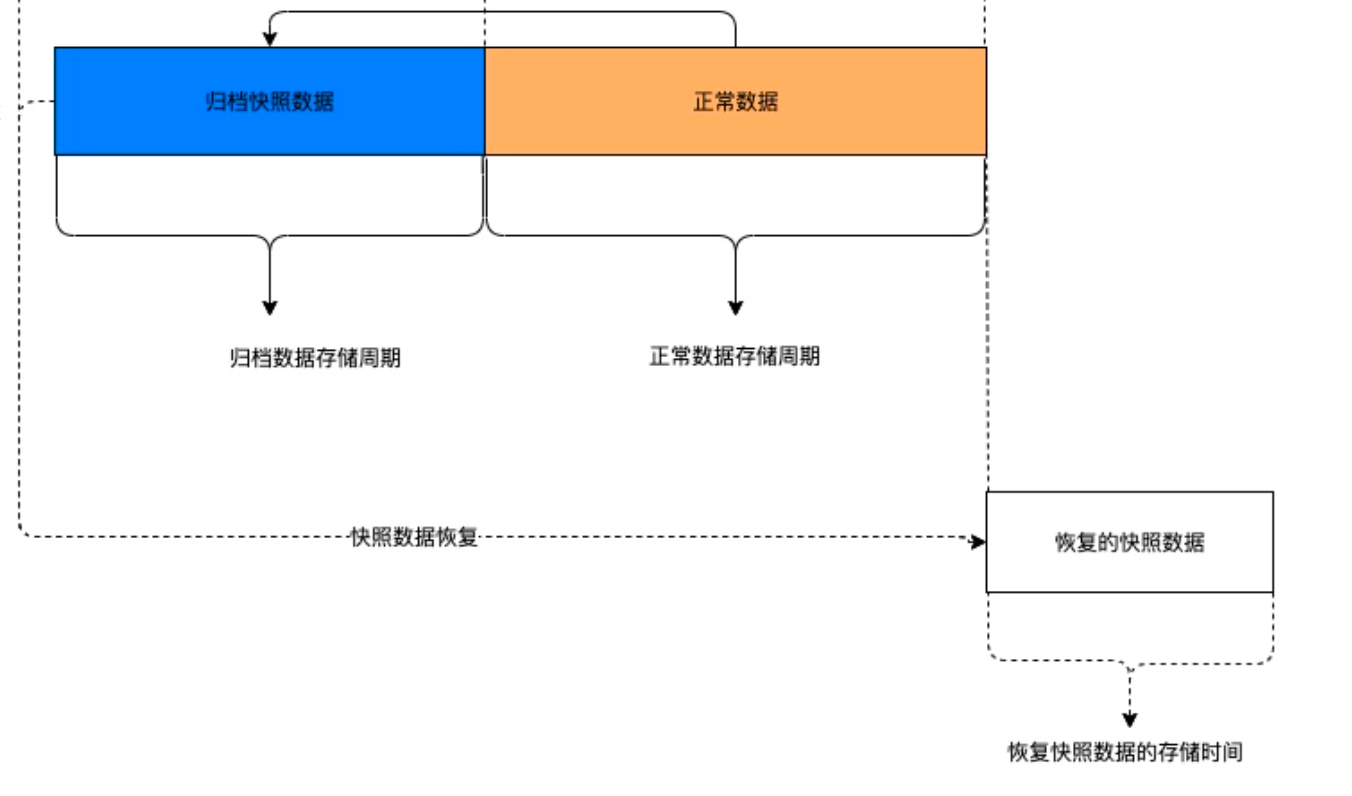 归档快照数据
正常数据
归档数据存储周期
正常数据存储周期
快照数据恢复
恢复的快照数据
恢复快照数据的存储时间